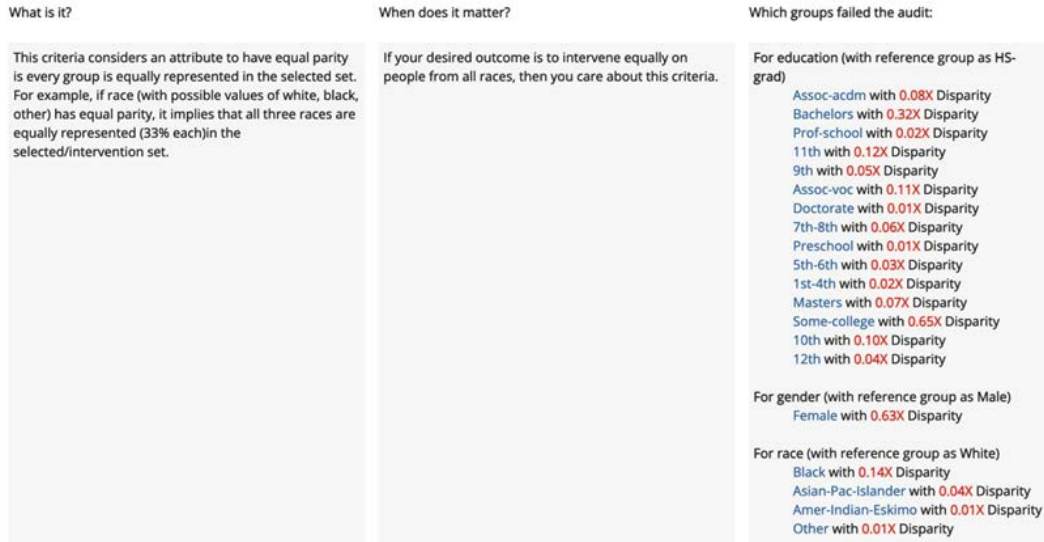 What is it?
When does it matter?
Which groups failed the audit:
This criteria considers an attribute to have equal parity
is every group is equally represented in the selected set.
For example, if race (with possible values of white, black,
other) has equal parity, it implies that all three races are
equally represented (33% each)in the
selected/intervention set.
If your desired outcome is to intervene equally on
people from all races, then you care about this criteria.
For education (with reference group as HS-
grad)
Assoc-acdm with 0.08X Disparity
Bachelors with 0.32X Disparity
Prof-school with 0.02X Disparity
11th with 0.12X Disparity
9th with 0.05X Disparity
Assoc-voc with 0.11X Disparity
Doctorate with 0.01X Disparity
7th-8th with 0.06X Disparity
Preschool with 0.01X Disparity
5th-6th with 0.03X Disparity
1st-4th with 0.02X Disparity
Masters with 0.07X Disparity
Some-college with 0.65X Disparity
10th with 0.10X Disparity
12th with 0.04X Disparity
For gender (with reference group as Male)
Female with 0.63X Disparity
For race (with reference group as White)
Black with 0.14X Disparity
Asian-Pac-Islander with 0.04X Disparity
Amer-Indian-Eskimo with 0.01X Disparity
Other with 0.01X Disparity